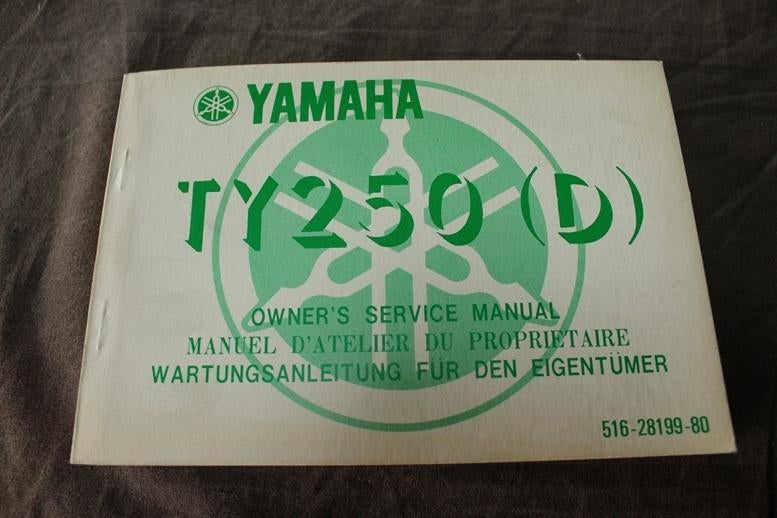 YAMAHA
TY250 (D)
OWNER'S SERVICE MANUAL
MANUEL D'ATELIER DU PROPRIETAIRE
WARTUNGSANLEITUNG FÜR DEN EIGENTÜMER
516-28199-80